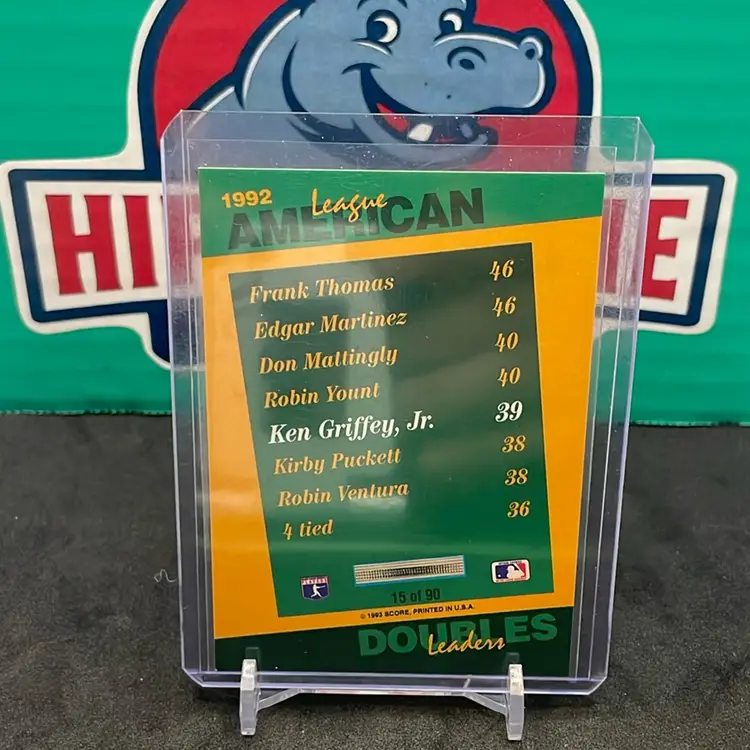 HI
E
1992 League
AMERICAN
Frank Thomas 46
Edgar Martinez 46
Don Mattingly 40
Robin Yount 40
Ken Griffey, Jr. 39
Kirby Puckett 38
Robin Ventura 38
4 tied 36
15 of 90
© 1993 SCORE, PRINTED IN U.S.A.
DOUBLES
Leaders